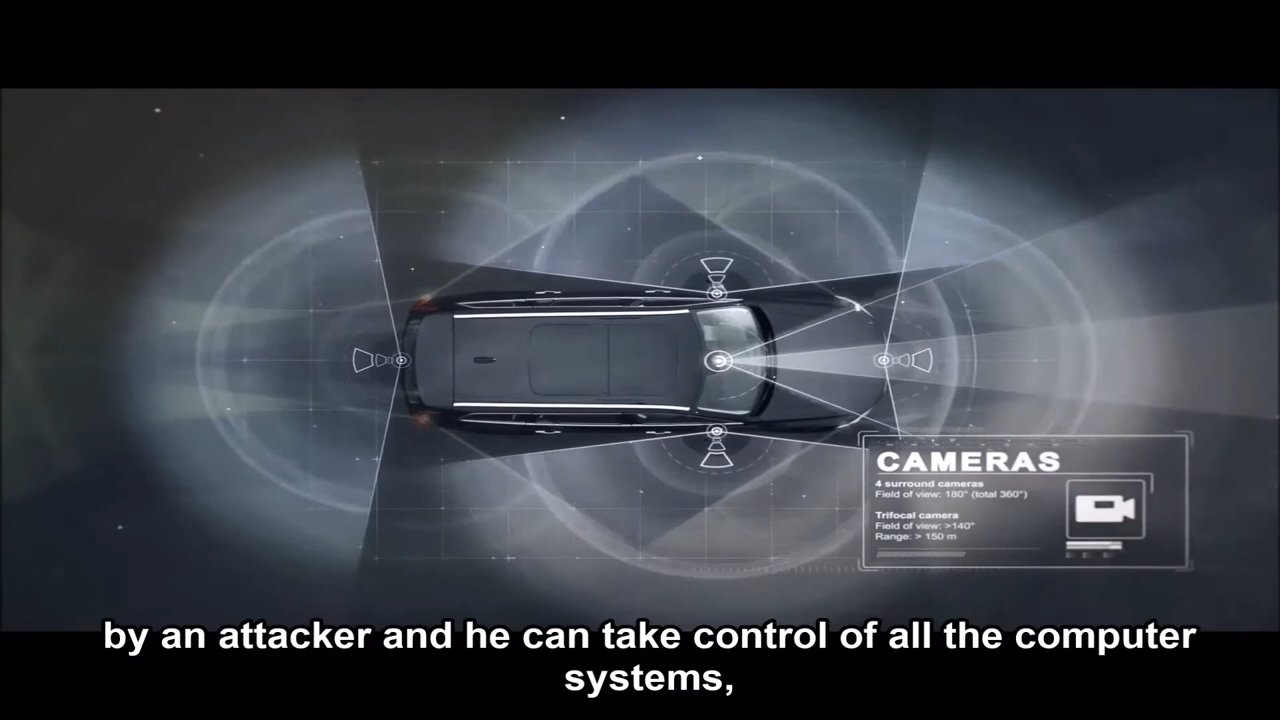 CAMERAS
4 surround cameras
Field of view: 180° (total 360°)
Trifocal camera
Field of view: >140°
Range: > 150 m
by an attacker and he can take control of all the computer
systems,